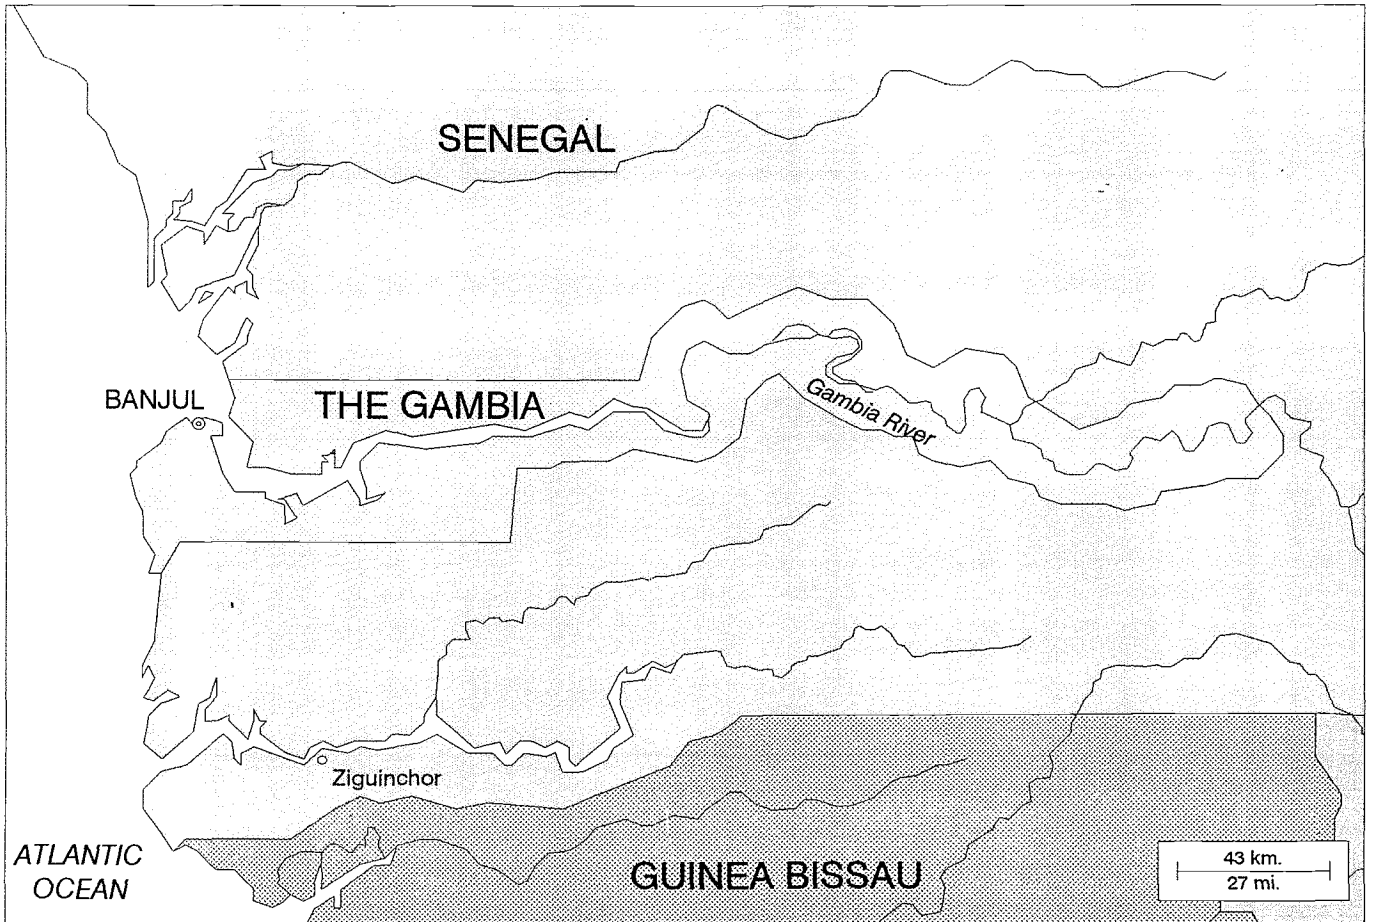 SENEGAL
BANJUL
THE GAMBIA
Gambia River
Ziguinchor
ATLANTIC
OCEAN
GUINEA BISSAU
43 km.
27 mi.